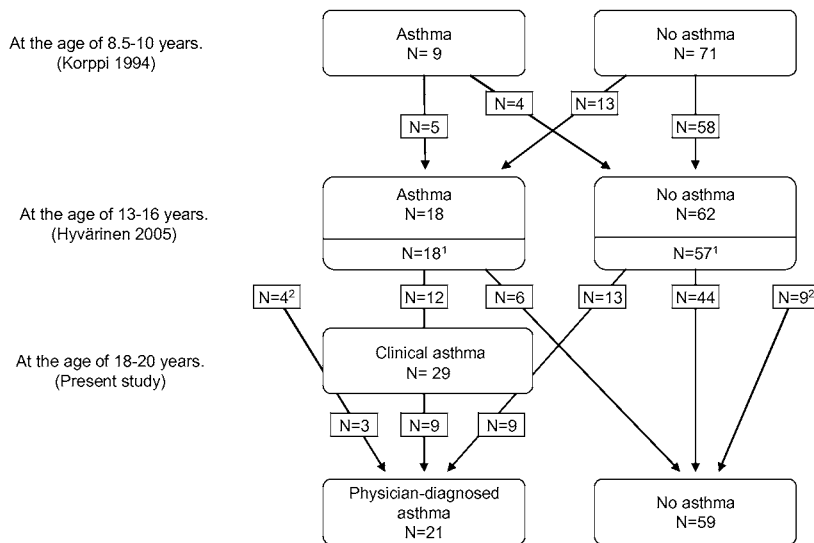 At the age of 8.5-10 years.
(Korppi 1994)
Asthma
N= 9
No asthma
N= 71
N=4
N=13
N=5
N=58
At the age of 13-16 years.
(Hyvärinen 2005)
Asthma
N=18
No asthma
N=62
N=18¹
N=57¹
N=4²
N=12
N=6
N=13
N=44
N=9²
At the age of 18-20 years.
(Present study)
Clinical asthma
N= 29
N=3
N=9
N=9
Physician-diagnosed
asthma
N=21
No asthma
N=59